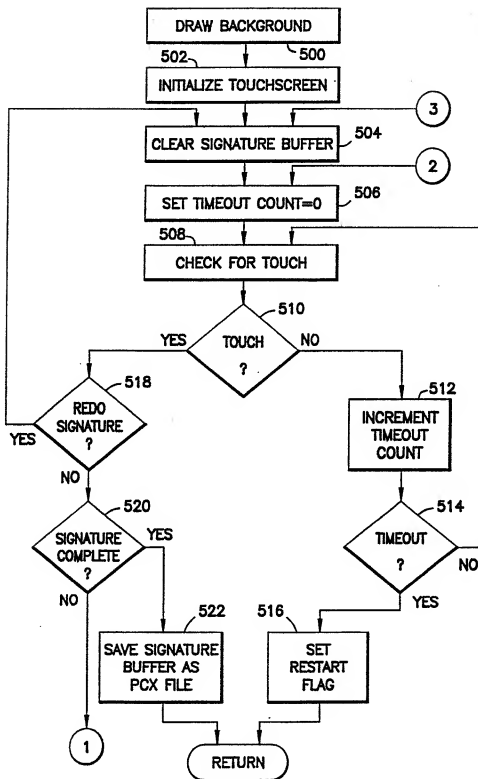 DRAW BACKGROUND
500
502
INITIALIZE TOUCHSCREEN
3
CLEAR SIGNATURE BUFFER
504
2
SET TIMEOUT COUNT=0
506
508
CHECK FOR TOUCH
510
YES
TOUCH
?
NO
518
REDO
SIGNATURE
?
YES
NO
512
INCREMENT
TIMEOUT
COUNT
520
SIGNATURE
COMPLETE
?
YES
NO
514
TIMEOUT
?
NO
YES
522
SAVE SIGNATURE
BUFFER AS
PCX FILE
516
SET
RESTART
FLAG
1
RETURN